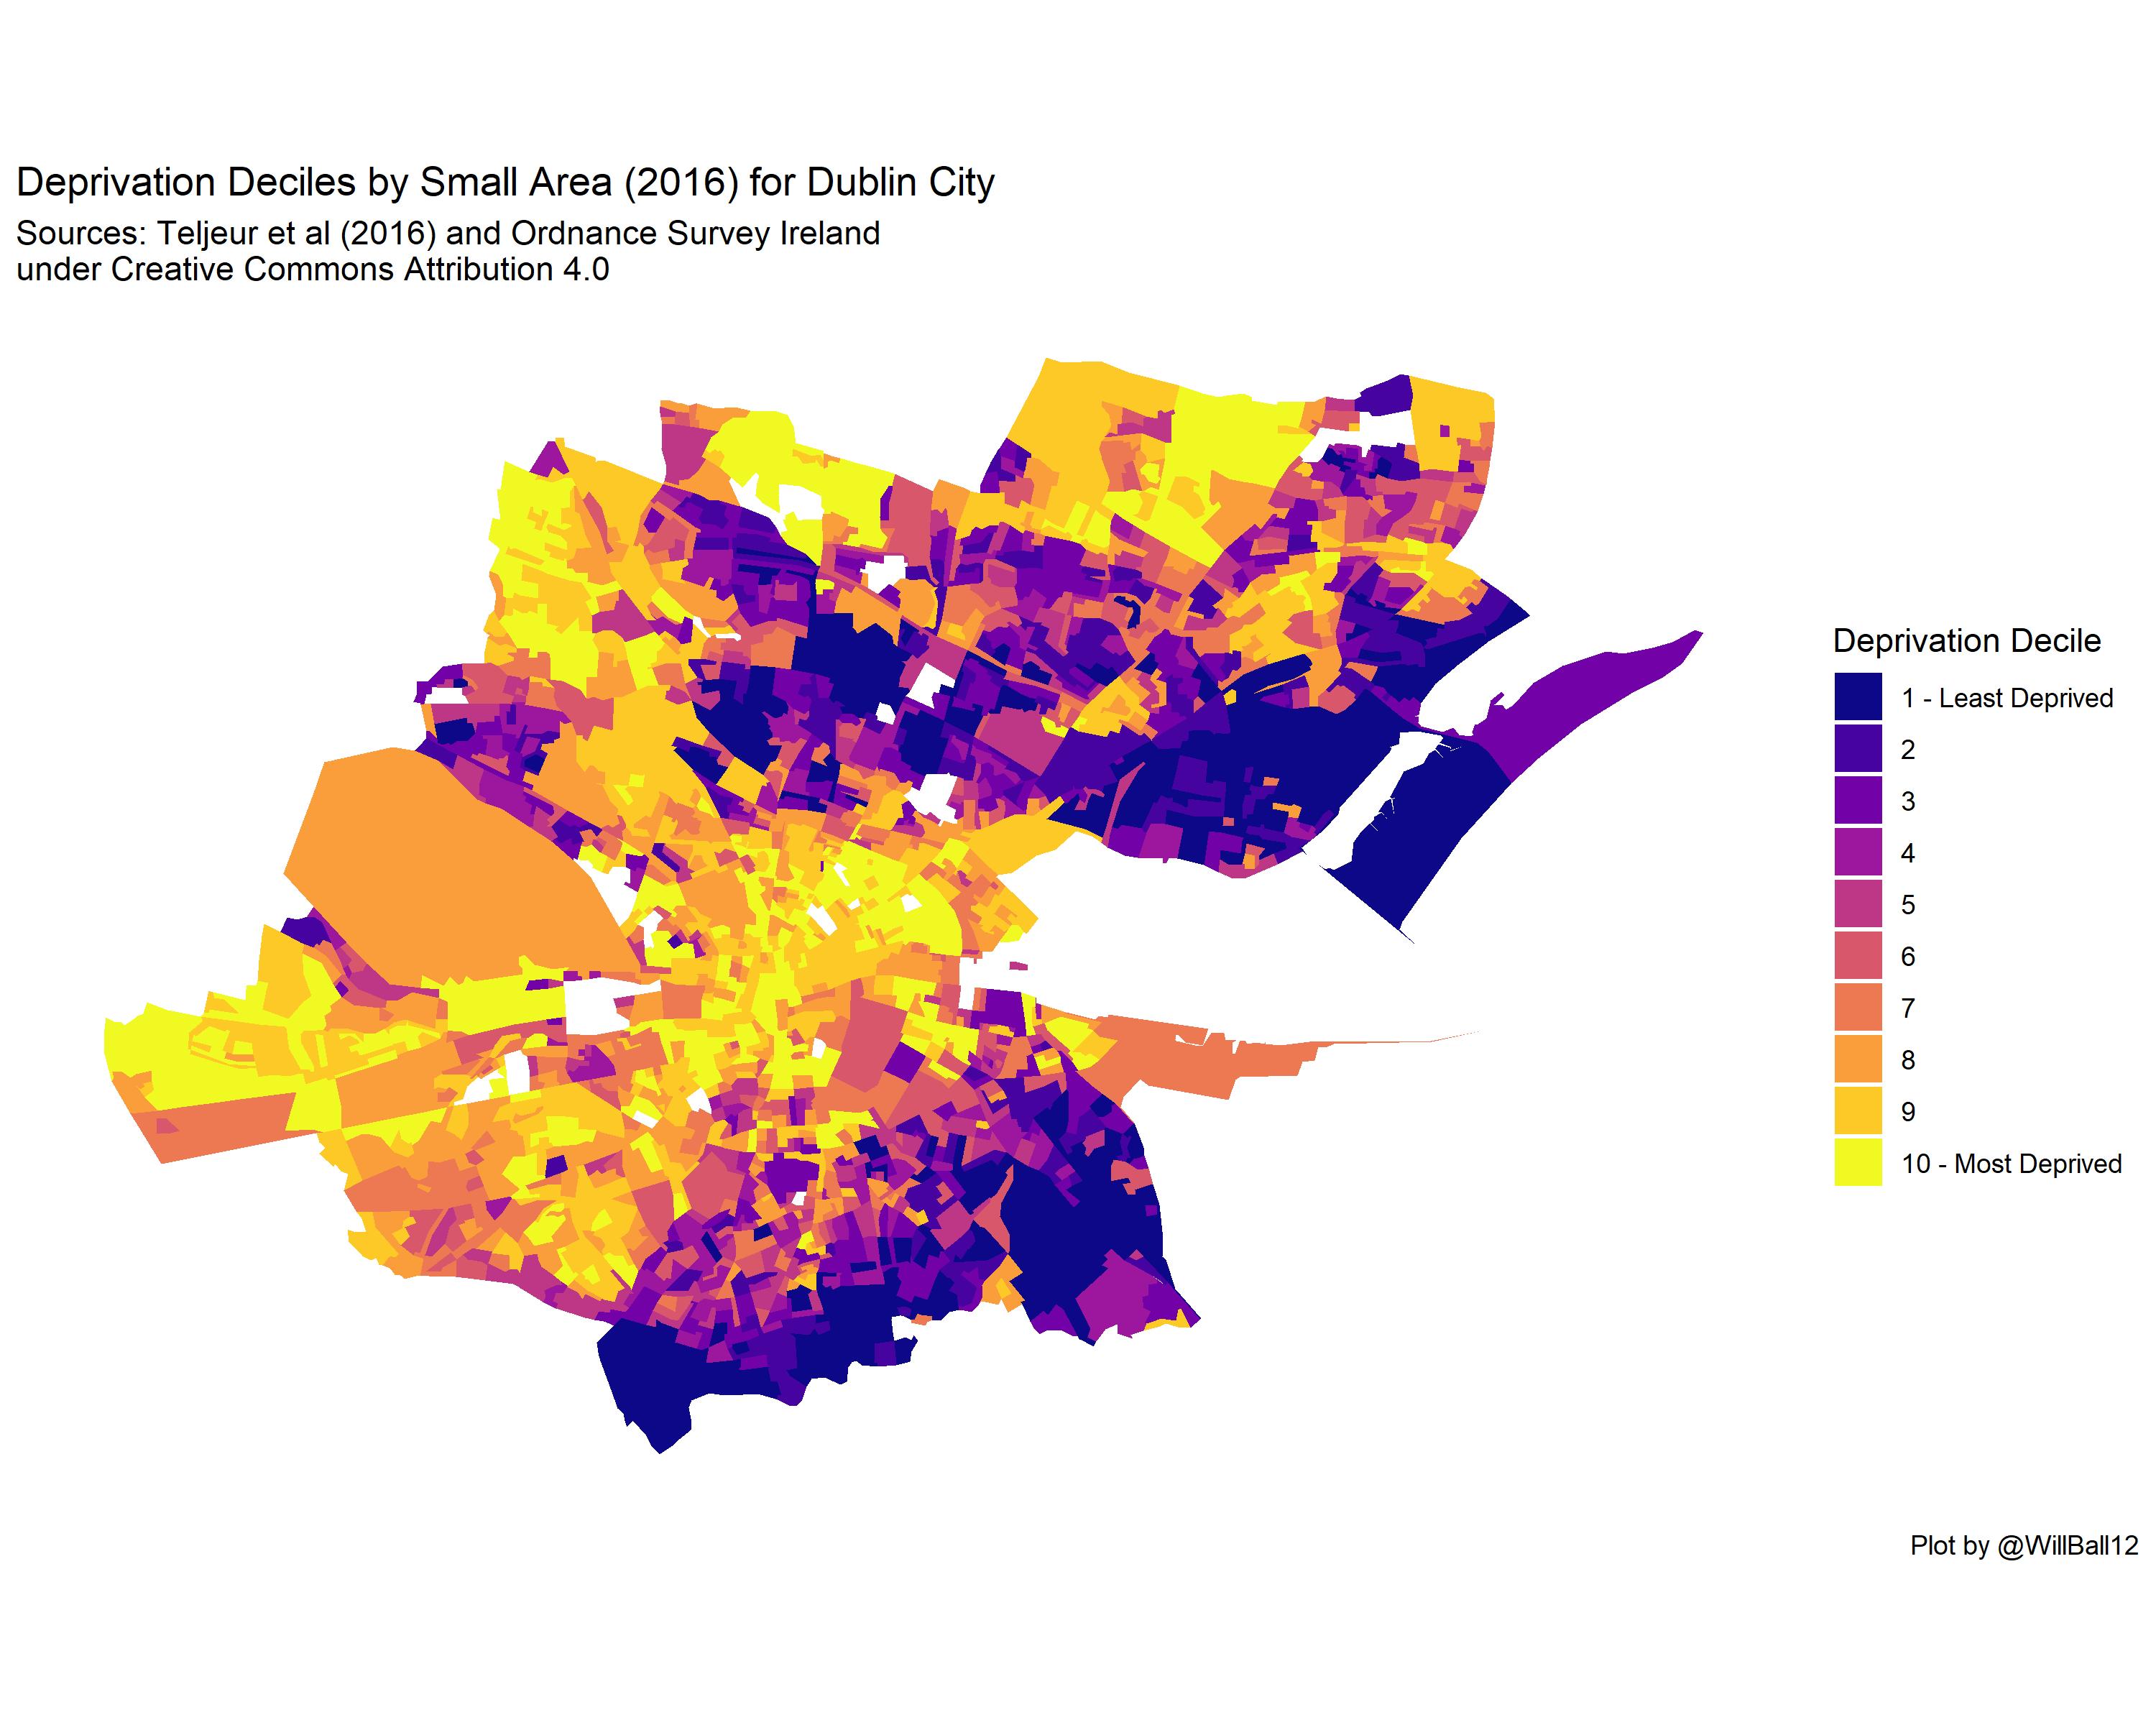 Deprivation Deciles by Small Area (2016) for Dublin City
Sources: Teljeur et al (2016) and Ordnance Survey Ireland
under Creative Commons Attribution 4.0
Deprivation Decile
1 - Least Deprived
2
3
4
5
6
7
8
9
10 - Most Deprived
Plot by @WillBall12